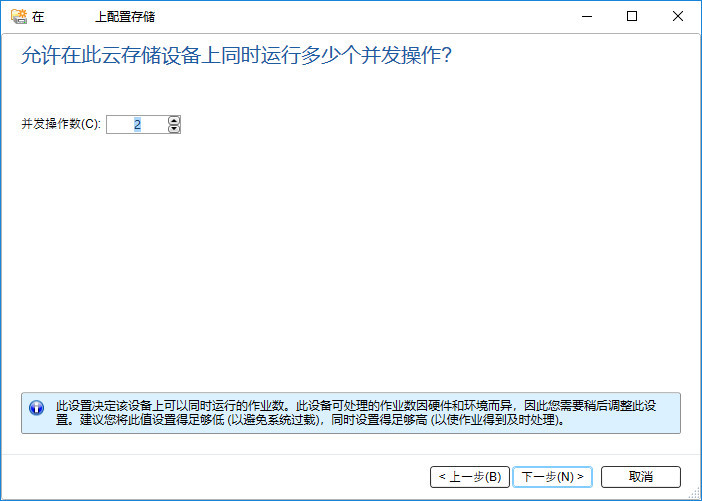 在 上配置存储
允许在此云存储设备上同时运行多少个并发操作?
并发操作数(C): 2
此设置决定该设备上可以同时运行的作业数。此设备可处理的作业数因硬件和环境而异，因此您需要稍后调整此设
置。建议您将此值设置得足够低 (以避免系统过载)，同时设置得足够高 (以使作业得到及时处理)。
< 上一步(B) 下一步(N) > 取消